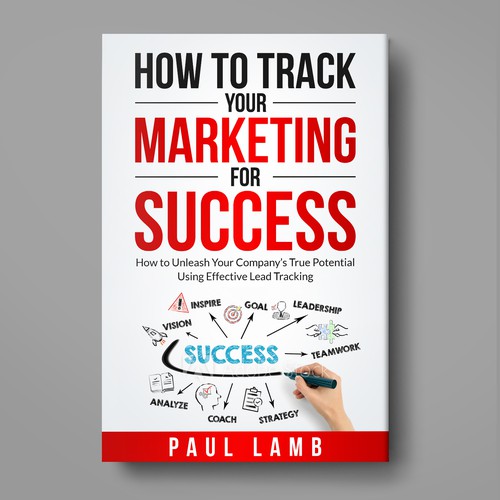 HOW TO TRACK
YOUR
MARKETING
FOR
SUCCESS
How to Unleash Your Company's True Potential
Using Effective Lead Tracking
INSPIRE
GOAL
LEADERSHIP
VISION
SUCCESS
TEAMWORK
ANALYZE
COACH
STRATEGY
PAUL LAMB